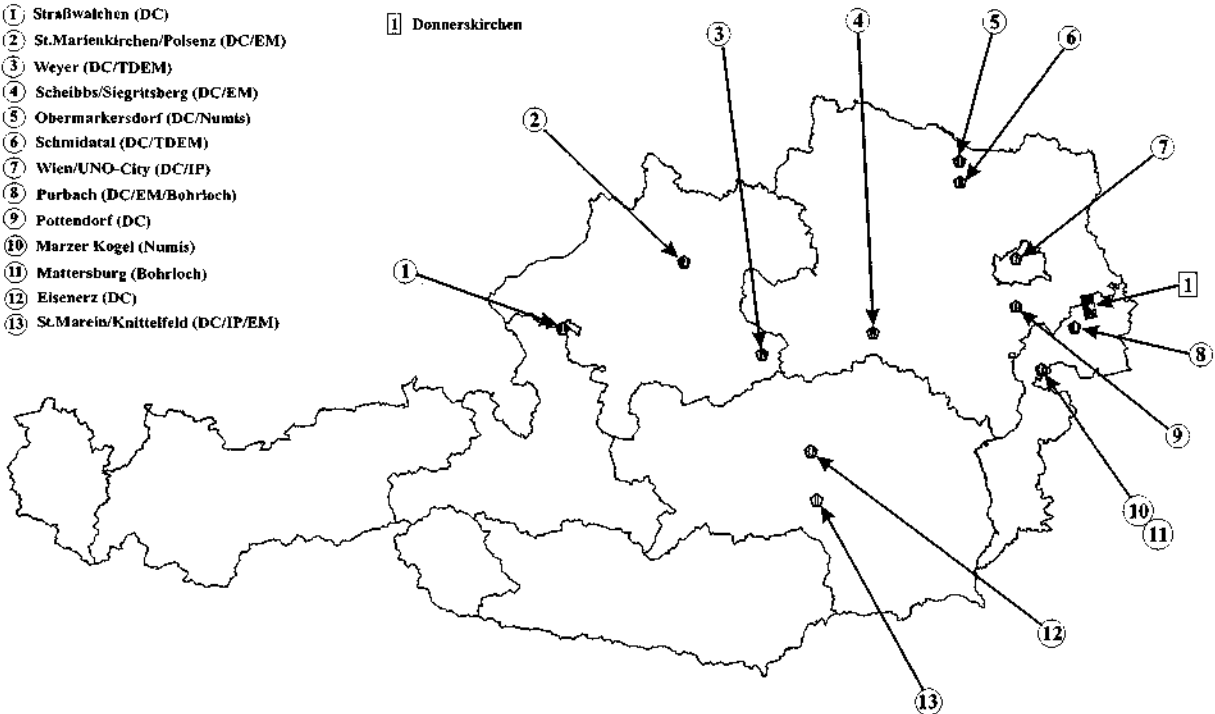 1 Straßwalchen (DC)
2 St.Marienkirchen/Polsenz (DC/EM)
3 Weyer (DC/TDEM)
4 Scheibbs/Siegritsberg (DC/EM)
5 Obermarkersdorf (DC/Numis)
6 Schmidatal (DC/TDEM)
7 Wien/UNO-City (DC/IP)
8 Purbach (DC/EM/Bohrloch)
9 Pottendorf (DC)
10 Marzer Kogel (Numis)
11 Mattersburg (Bohrloch)
12 Eisenerz (DC)
13 St.Marein/Knittelfeld (DC/IP/EM)
1 Donnerskirchen
3
4
5
6
2
7
1
1
8
9
10
11
12
13